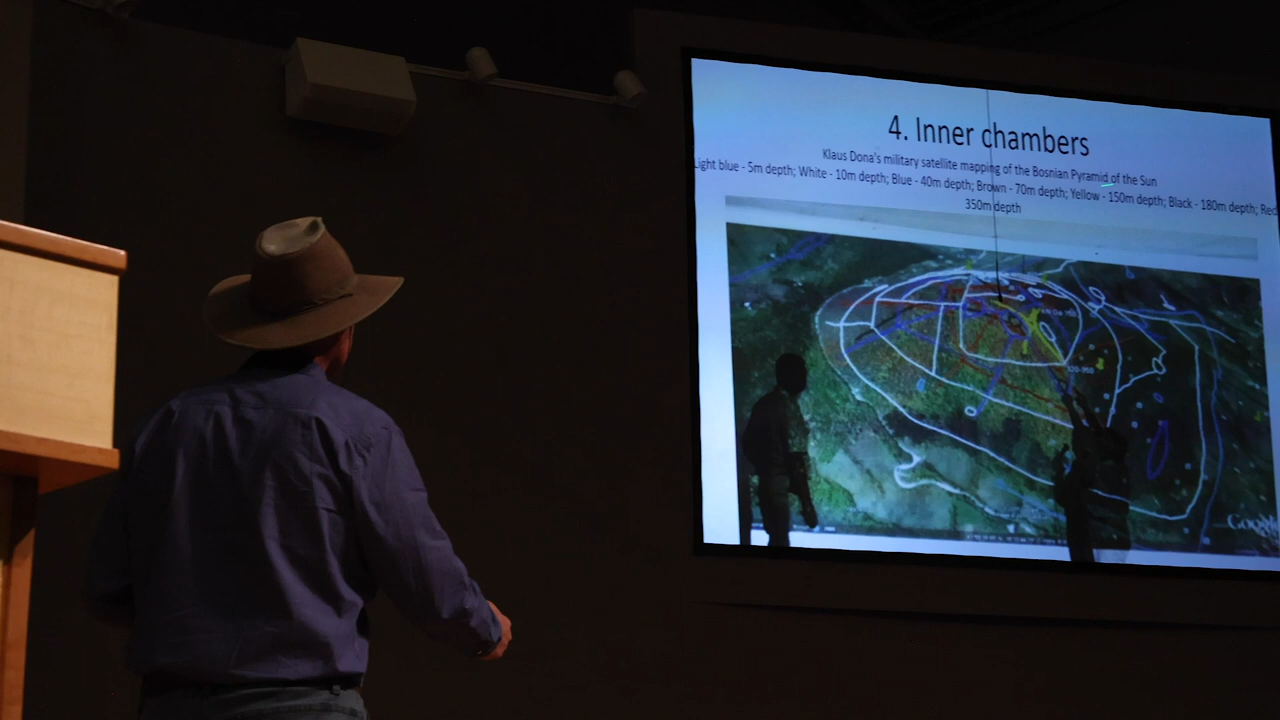 4. Inner chambers
Klaus Dona's military satellite mapping of the Bosnian Pyramid of the Sun
Light blue - 5m depth; White - 10m depth; Blue - 40m depth; Brown - 70m depth; Yellow - 150m depth; Black - 180m depth; Red
350m depth
Google